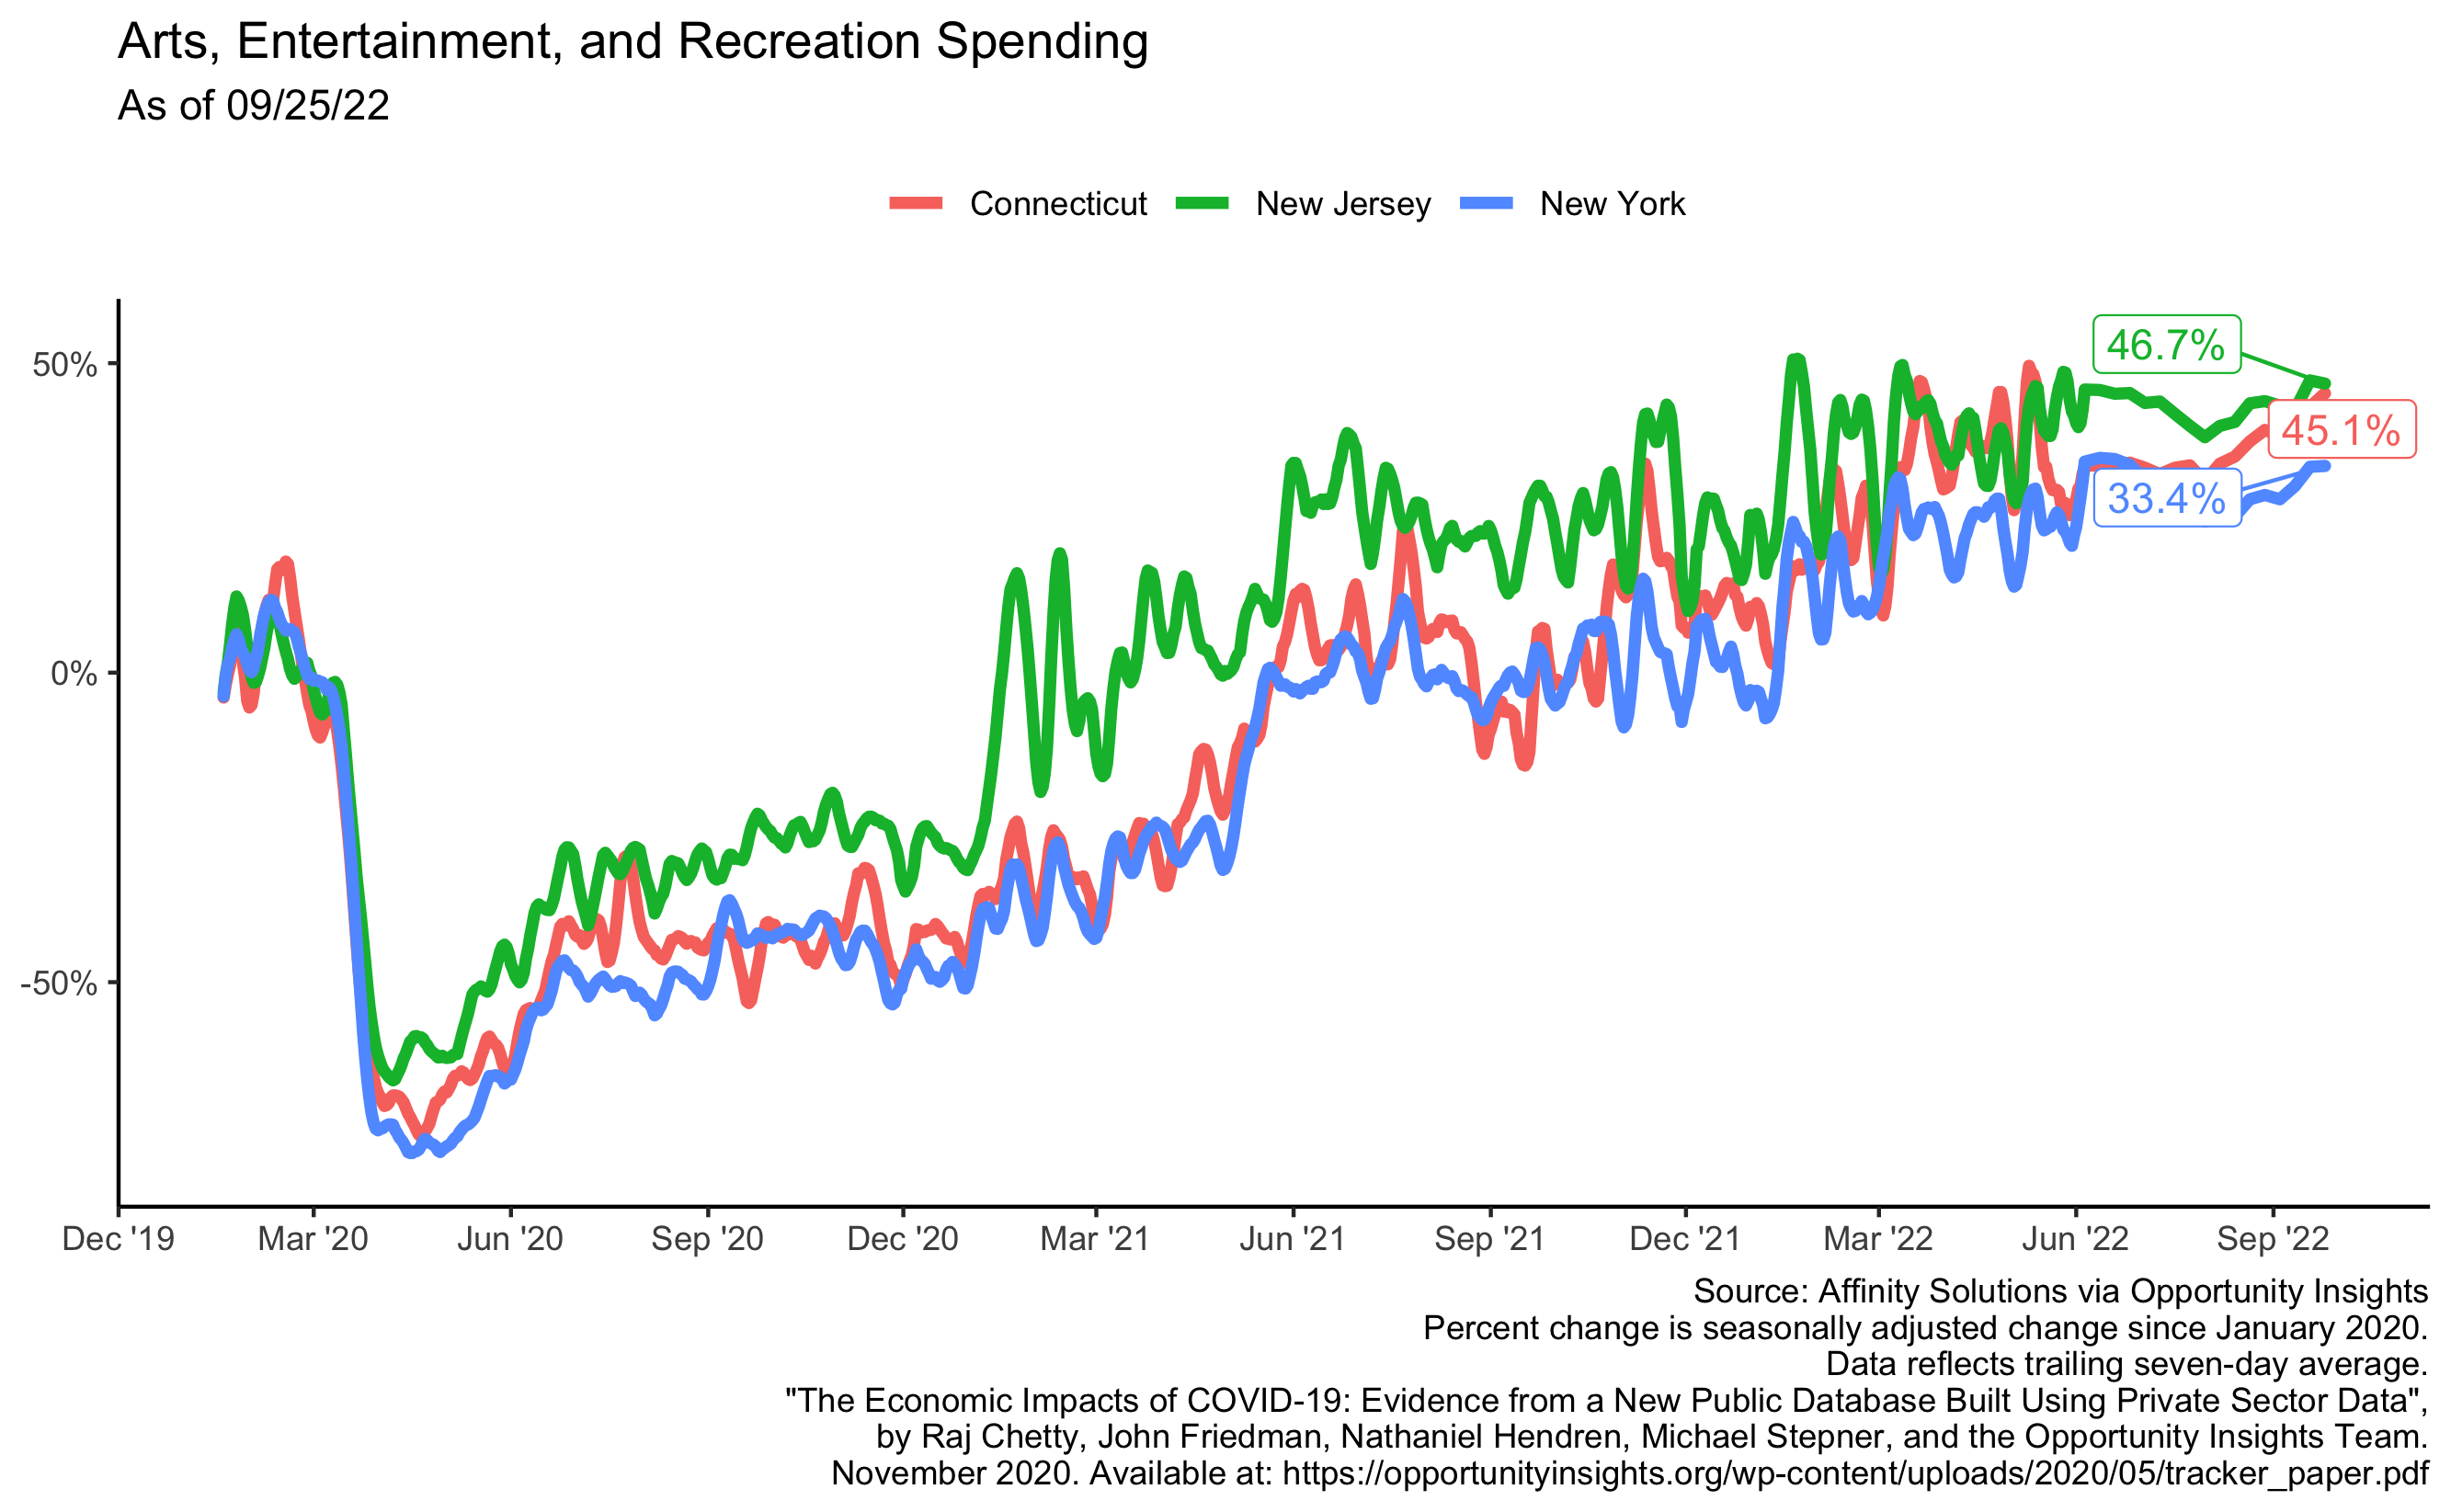 Arts, Entertainment, and Recreation Spending
As of 09/25/22
Connecticut New Jersey New York
50%
0%
-50%
46.7%
45.1%
33.4%
Dec '19 Mar '20 Jun '20 Sep '20 Dec '20 Mar '21 Jun '21 Sep '21 Dec '21 Mar '22 Jun '22 Sep '22
Source: Affinity Solutions via Opportunity Insights
Percent change is seasonally adjusted change since January 2020.
Data reflects trailing seven-day average.
"The Economic Impacts of COVID-19: Evidence from a New Public Database Built Using Private Sector Data",
by Raj Chetty, John Friedman, Nathaniel Hendren, Michael Stepner, and the Opportunity Insights Team.
November 2020. Available at: https://opportunityinsights.org/wp-content/uploads/2020/05/tracker_paper.pdf